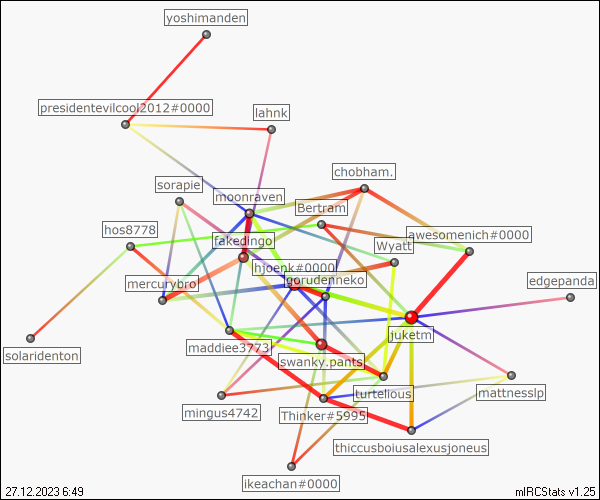 yoshimanden
presidentevilcool2012#0000
lahnk
chobham.
sorapie
moonraven
Bertram
hos8778
awesomenich#0000
fakedingo
Wyatt
hjoenk#0000
gorudenneko
mercurybro
edgepanda
juketm
maddiee3773
solaridenton
swanky.pants
turtelious
mattnesslp
mingus4742
Thinker#5995
thiccusboiusalexusjoneus
ikeachan#0000
27.12.2023 6:49
mIRCStats v1.25